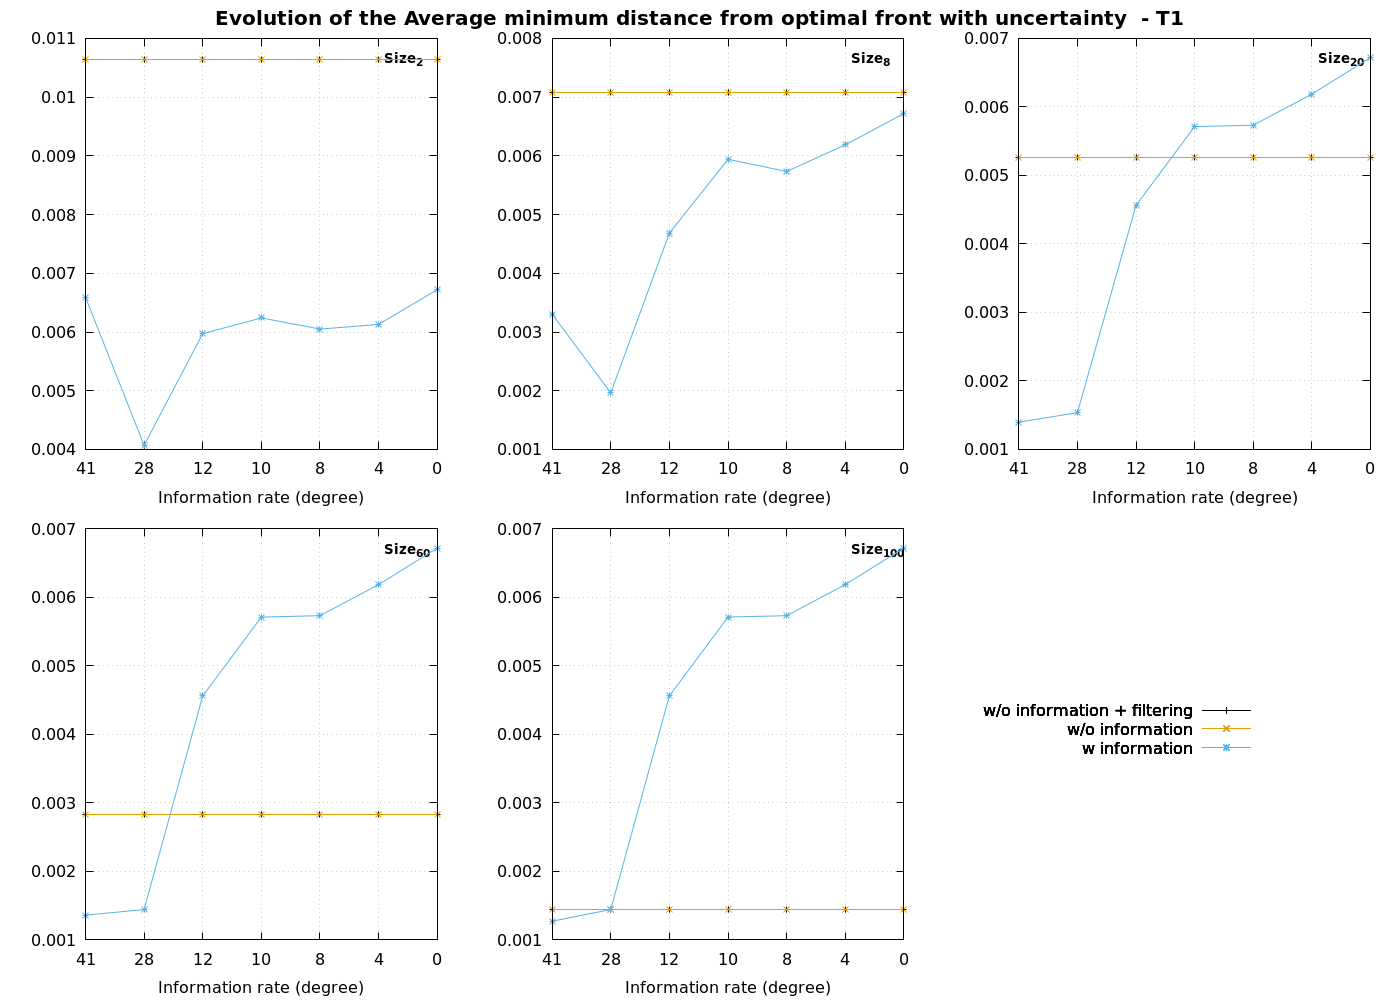 Evolution of the Average minimum distance from optimal front with uncertainty - T1
Size2
0.011
0.01
0.009
0.008
0.007
0.006
0.005
0.004
41 28 12 10 8 4 0
Information rate (degree)
Size8
0.008
0.007
0.006
0.005
0.004
0.003
0.002
0.001
41 28 12 10 8 4 0
Information rate (degree)
Size20
0.007
0.006
0.005
0.004
0.003
0.002
0.001
41 28 12 10 8 4 0
Information rate (degree)
Size60
0.007
0.006
0.005
0.004
0.003
0.002
0.001
41 28 12 10 8 4 0
Information rate (degree)
Size100
0.007
0.006
0.005
0.004
0.003
0.002
0.001
41 28 12 10 8 4 0
Information rate (degree)
w/o information + filtering
w/o information
w information